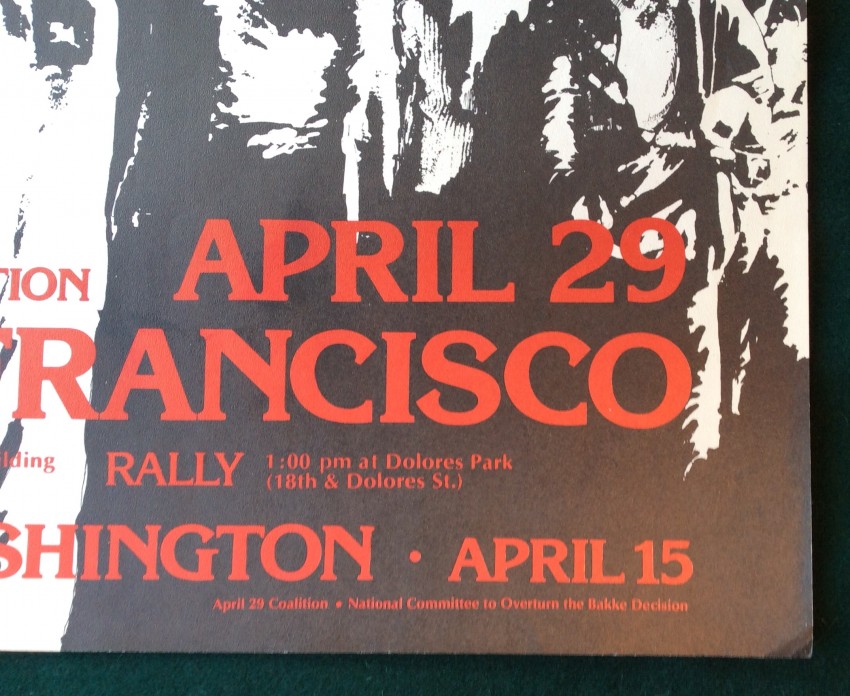 TION APRIL 29
FRANCISCO
ilding RALLY 1:00 pm at Dolores Park
(18th & Dolores St.)
SHINGTON • APRIL 15
April 29 Coalition • National Committee to Overturn the Bakke Decision